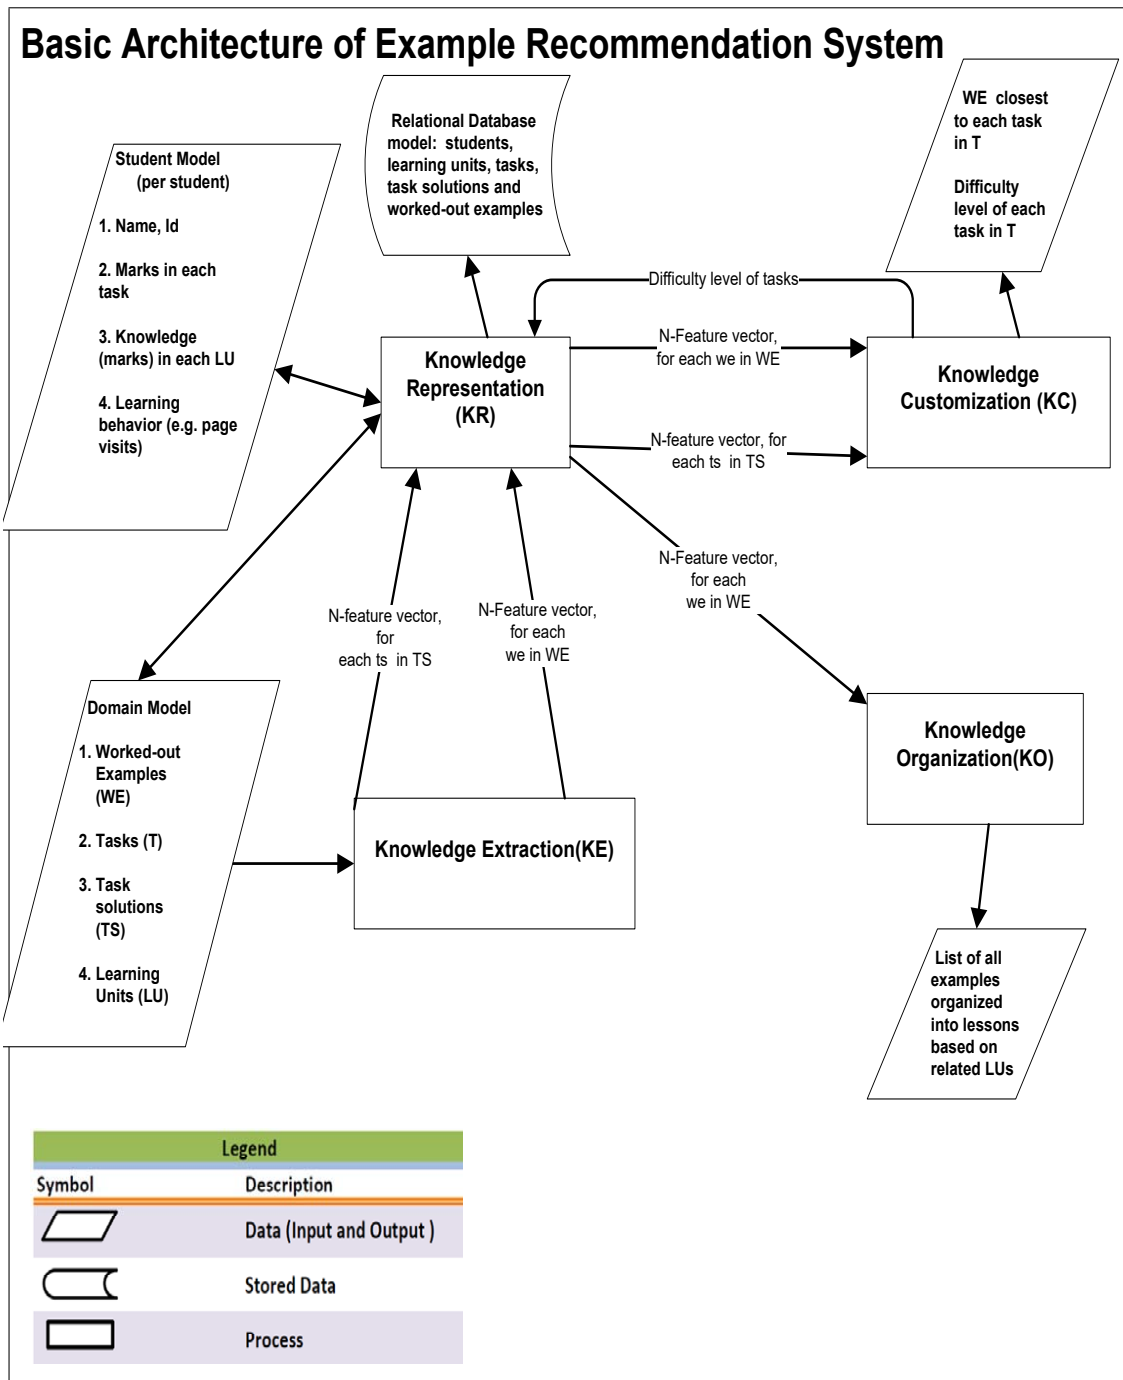 Basic Architecture of Example Recommendation System
Student Model
(per student)
1. Name, Id
2. Marks in each
task
3. Knowledge
(marks) in each LU
4. Learning
behavior (e.g. page
visits)
Relational Database
model: students,
learning units, tasks,
task solutions and
worked-out examples
WE closest
to each task
in T
Difficulty
level of each
task in T
Difficulty level of tasks
Knowledge
Representation
(KR)
N-Feature vector,
for each we in WE
Knowledge
Customization (KC)
N-feature vector, for
each ts in TS
N-Feature vector,
for each
we in WE
N-feature vector,
for
each ts in TS
N-Feature vector,
for each
we in WE
Domain Model
1. Worked-out
Examples
(WE)
2. Tasks (T)
3. Task
solutions
(TS)
4. Learning
Units (LU)
Knowledge Extraction(KE)
Knowledge
Organization(KO)
List of all
examples
organized
into lessons
based on
related LUs
Legend
Symbol Description
Data (Input and Output )
Stored Data
Process